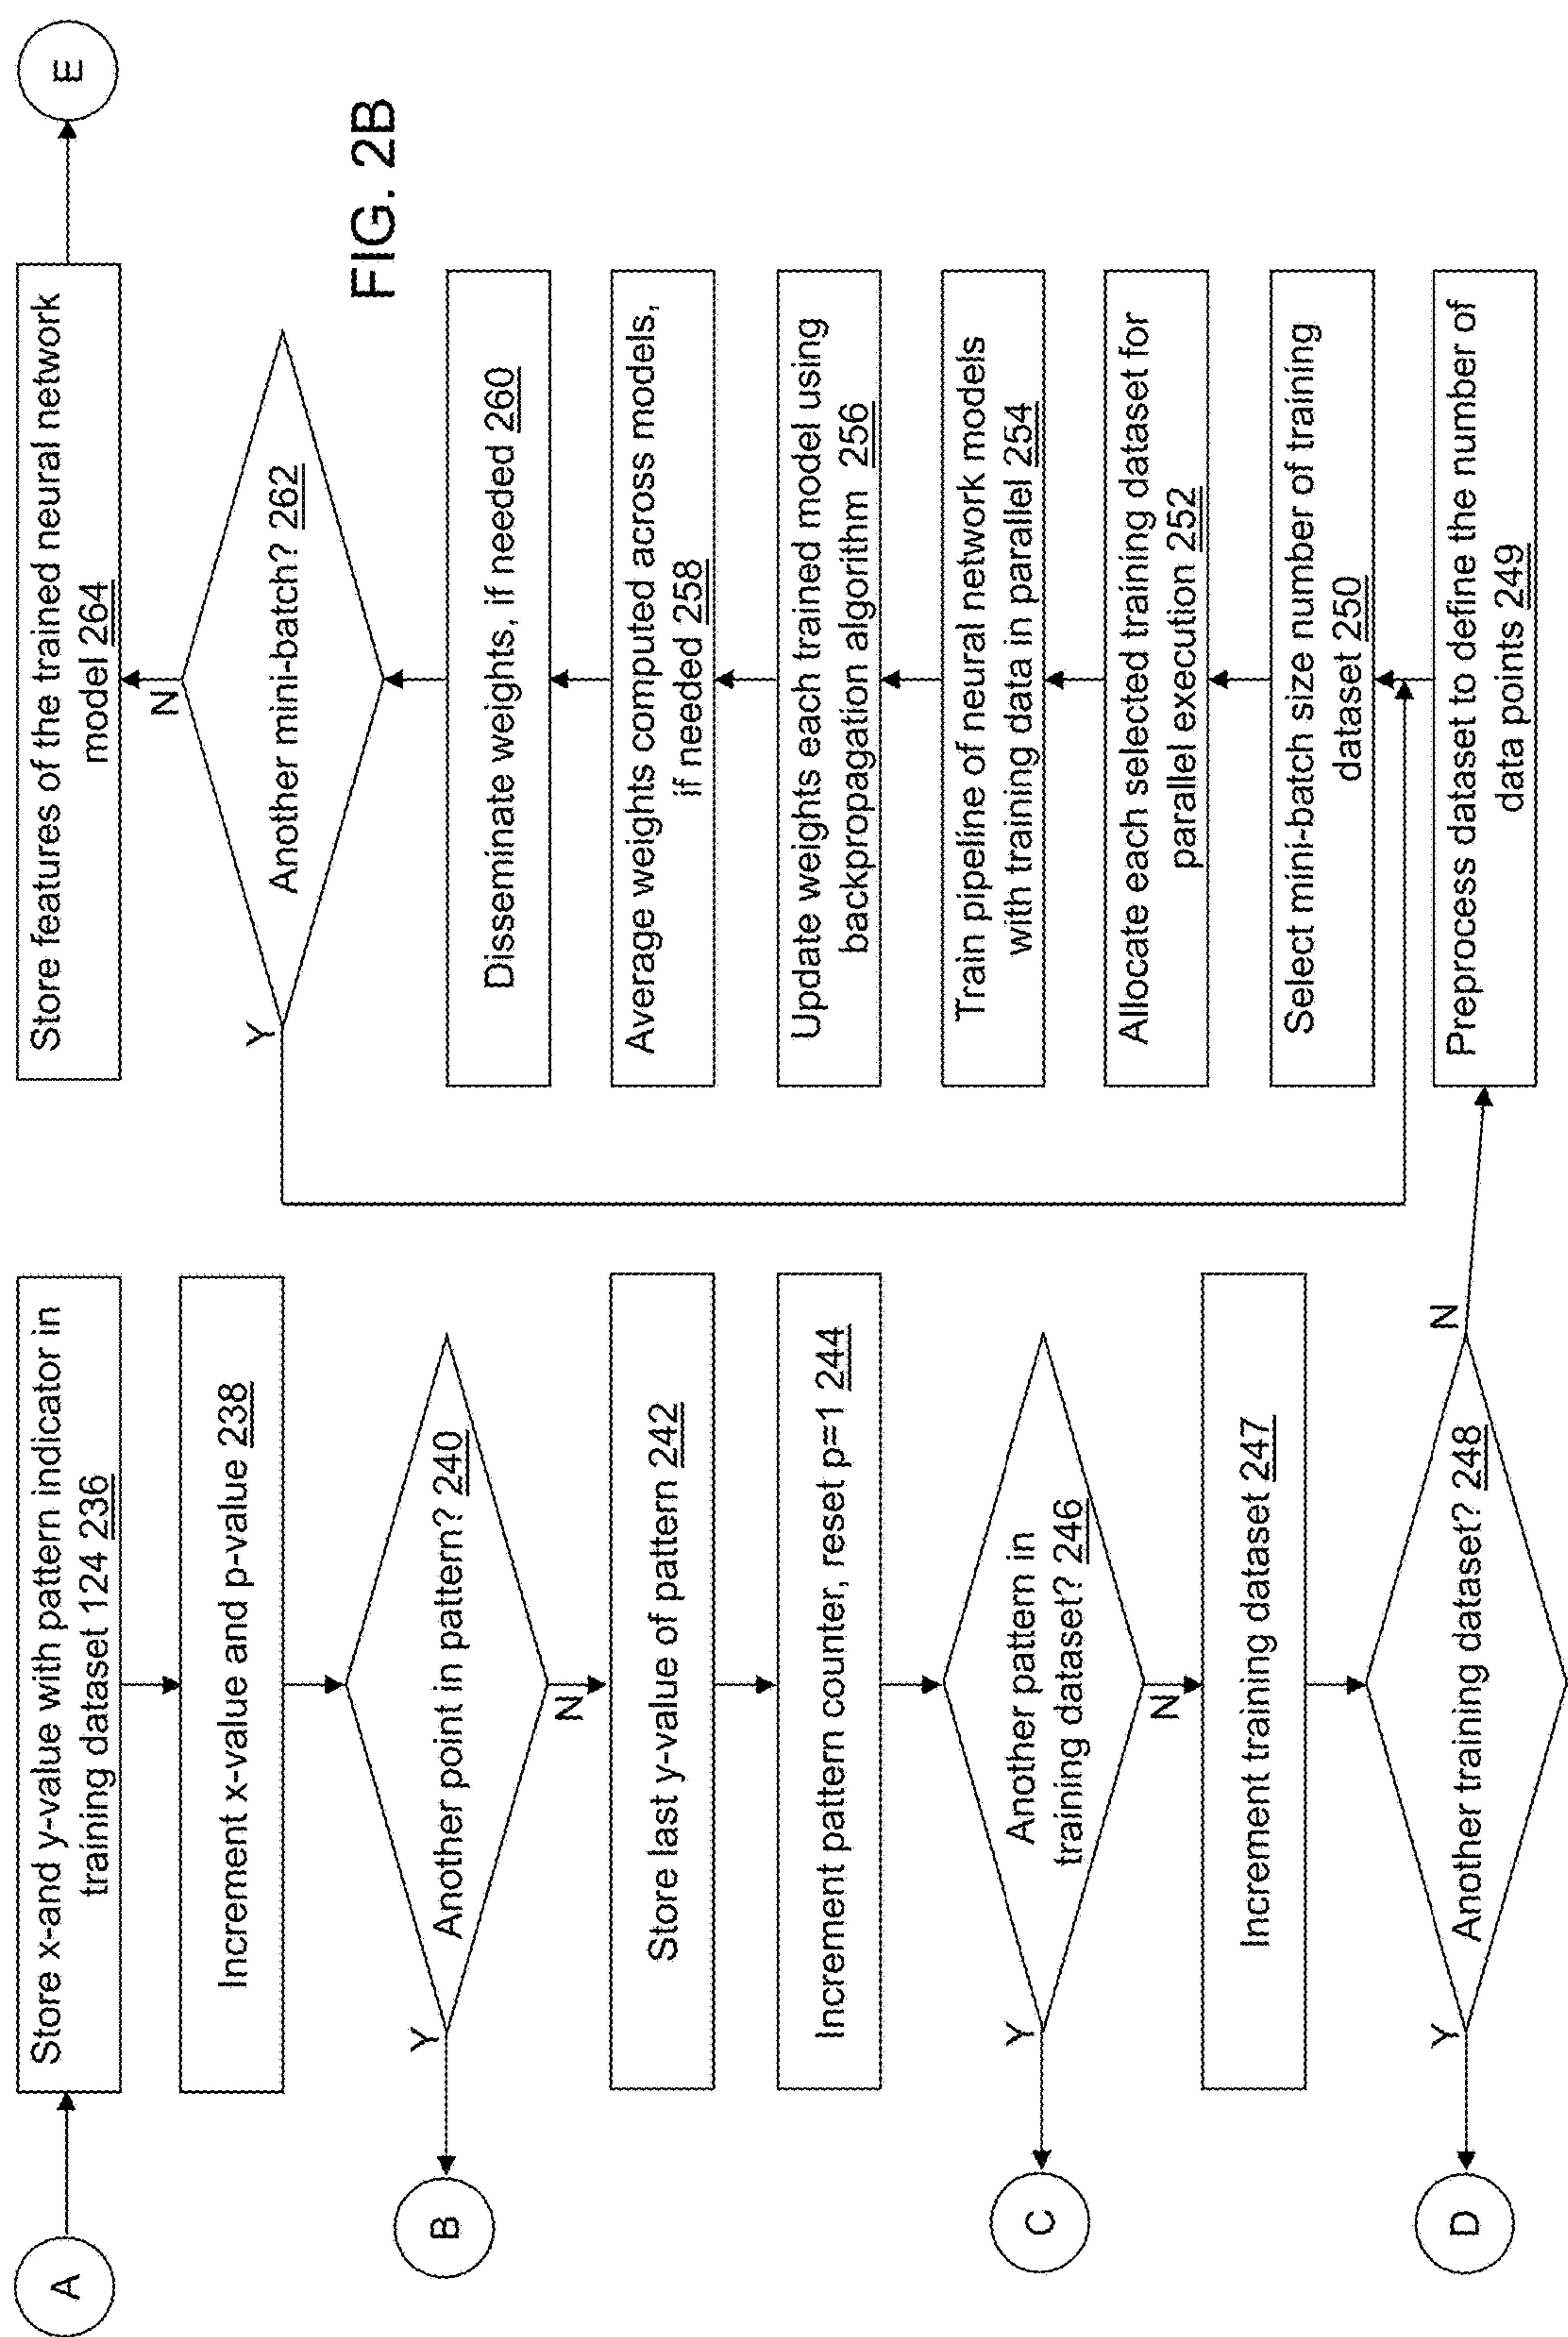 A
Store x-and y-value with pattern indicator in
training dataset 124 236
Increment x-value and p-value 238
Another point in pattern? 240
Y
B
N
Store last y-value of pattern 242
Increment pattern counter, reset p=1 244
Another pattern in
training dataset? 246
Y
C
N
Increment training dataset 247
Another training dataset? 248
Y
D
N
Preprocess dataset to define the number of
data points 249
Select mini-batch size number of training
dataset 250
Allocate each selected training dataset for
parallel execution 252
Train pipeline of neural network models
with training data in parallel 254
Update weights each trained model using
backpropagation algorithm 256
Average weights computed across models,
if needed 258
Disseminate weights, if needed 260
Another mini-batch? 262
Y
N
Store features of the trained neural network
model 264
E
FIG. 2B